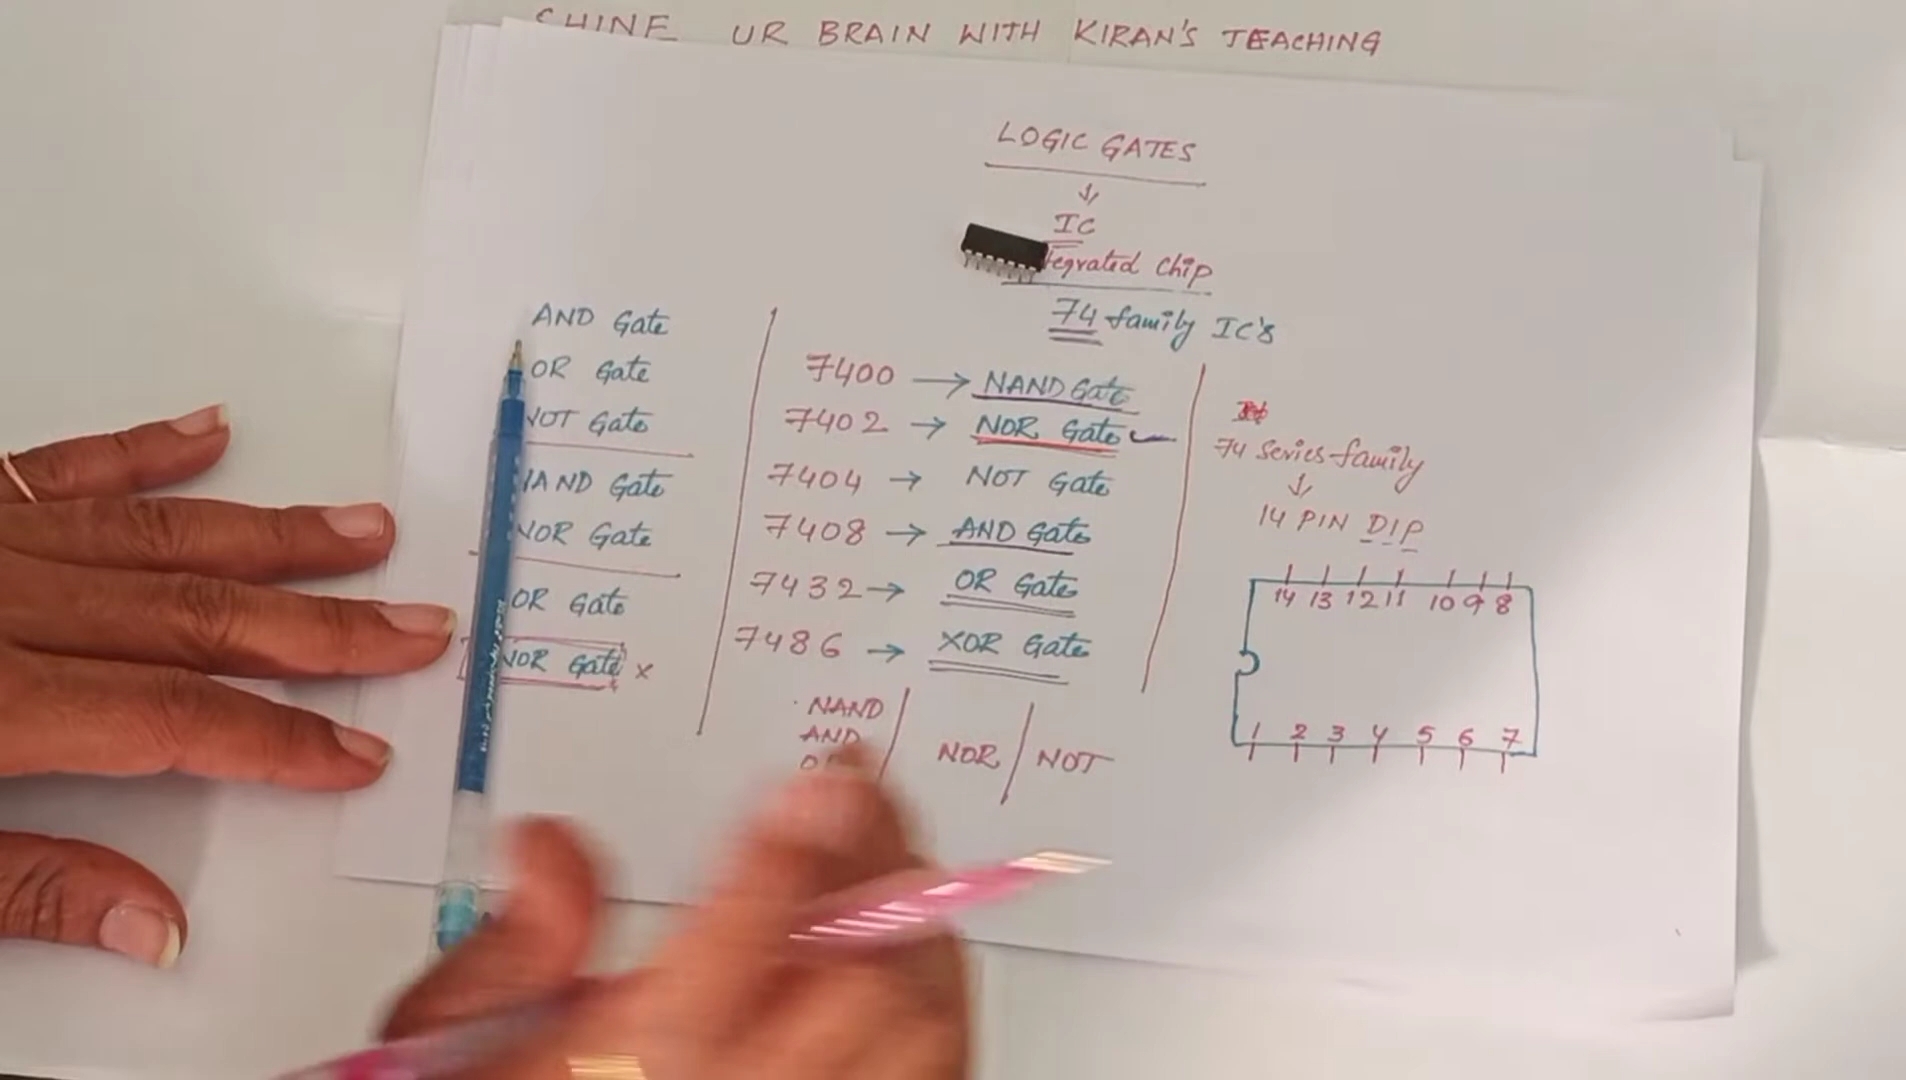 SHINE UR BRAIN WITH KIRAN'S TEACHING
LOGIC GATES
IC
tegrated Chip
74 family IC's
AND Gate
OR Gate
NOT Gate
NAND Gate
NOR Gate
OR Gate
NOR Gate x
7400 → NAND Gate
7402 → NOR Gate
7404 → NOT Gate
7408 → AND Gate
7432 → OR Gate
7486 → XOR Gate
NAND
AND
NOR
NOT
74 Series family
14 PIN DIP
14 13 12 11 10 9 8
1 2 3 4 5 6 7